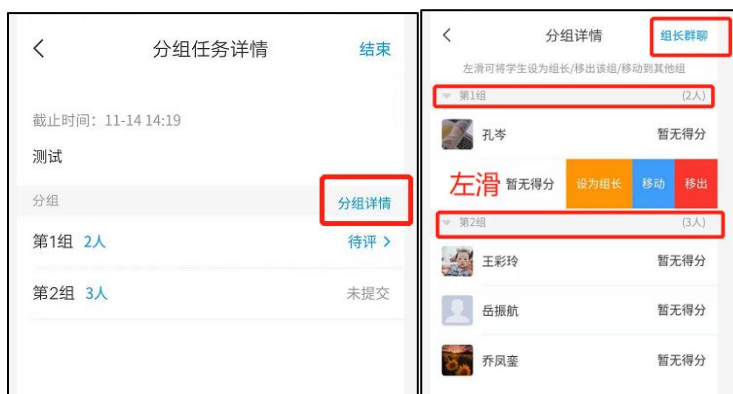 分组任务详情
结束
截止时间：11-14 14:19
测试
分组
分组详情
第1组 2人
待评 >
第2组 3人
未提交
分组详情
组长群聊
左滑可将学生设为组长/移出该组/移动到其他组
第1组 (2人)
孔岑 暂无得分
左滑 暂无得分 设为组长 移动 移出
第2组 (3人)
王彩玲 暂无得分
岳振航 暂无得分
乔凤銮 暂无得分